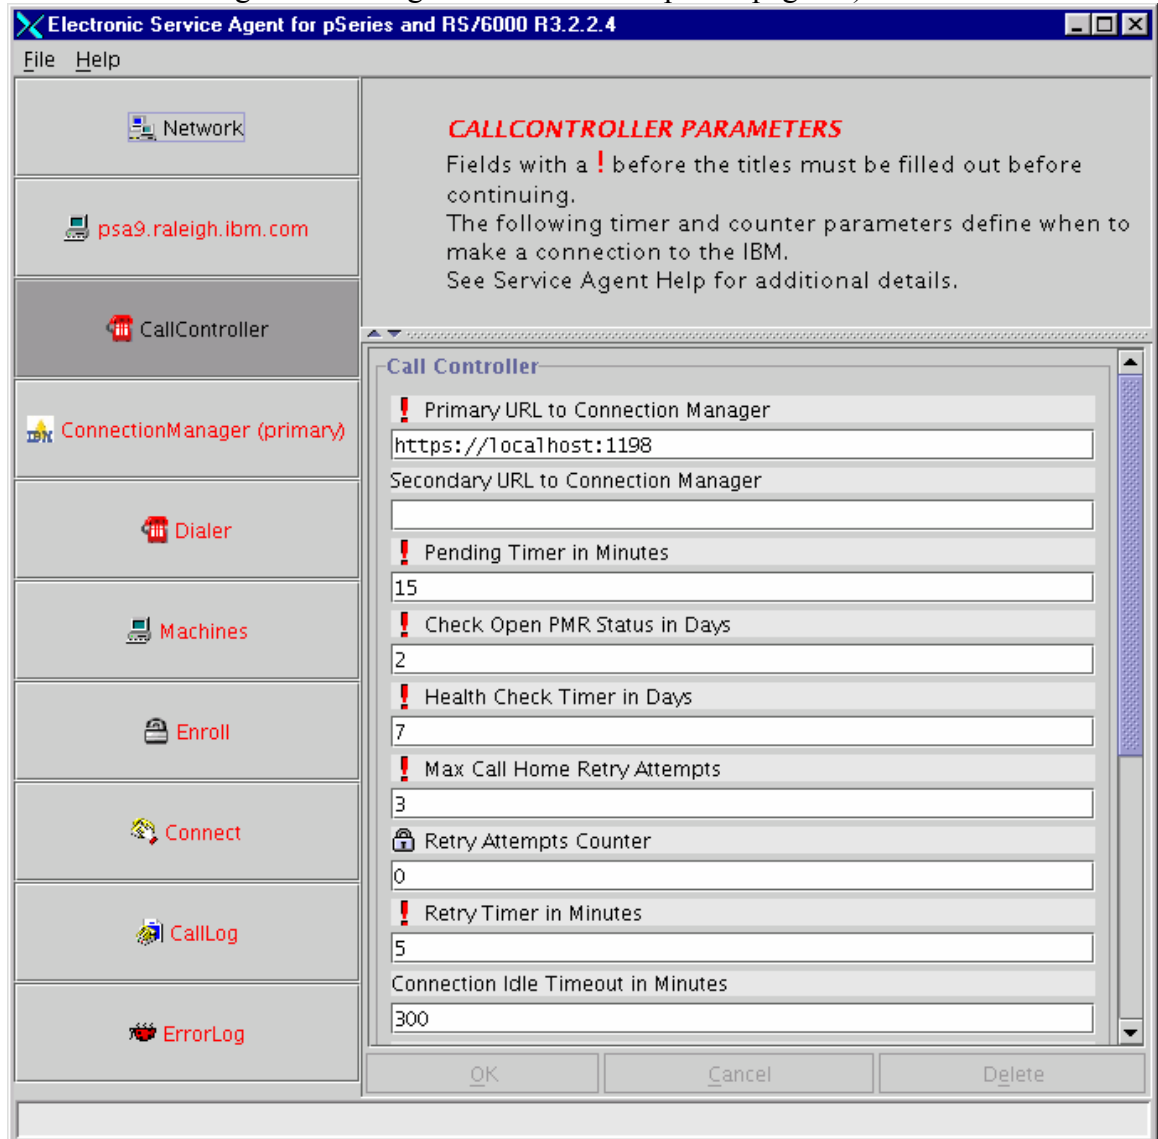 Electronic Service Agent for pSeries and RS/6000 R3.2.2.4
File Help
Network
psa9.raleigh.ibm.com
CallController
ConnectionManager (primary)
Dialer
Machines
Enroll
Connect
CallLog
ErrorLog
CALLCONTROLLER PARAMETERS
Fields with a ! before the titles must be filled out before
continuing.
The following timer and counter parameters define when to
make a connection to the IBM.
See Service Agent Help for additional details.
Call Controller
! Primary URL to Connection Manager
https://localhost:1198
Secondary URL to Connection Manager
! Pending Timer in Minutes
15
! Check Open PMR Status in Days
2
! Health Check Timer in Days
7
! Max Call Home Retry Attempts
3
Retry Attempts Counter
0
! Retry Timer in Minutes
5
Connection Idle Timeout in Minutes
300
OK Cancel Delete